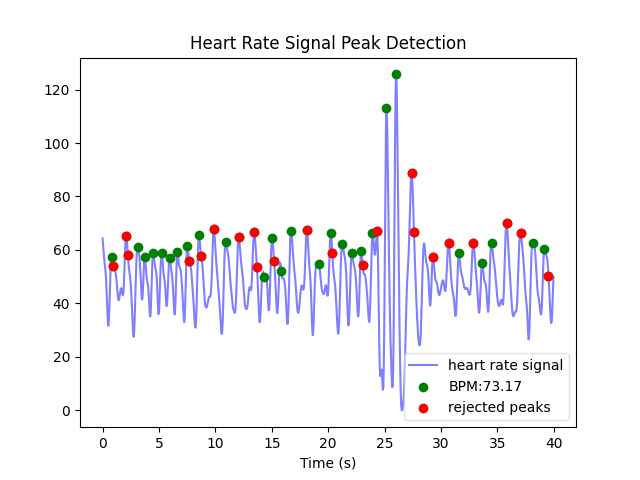 Heart Rate Signal Peak Detection
120
100
80
60
40
20
0
heart rate signal
BPM:73.17
rejected peaks
0 5 10 15 20 25 30 35 40
Time (s)